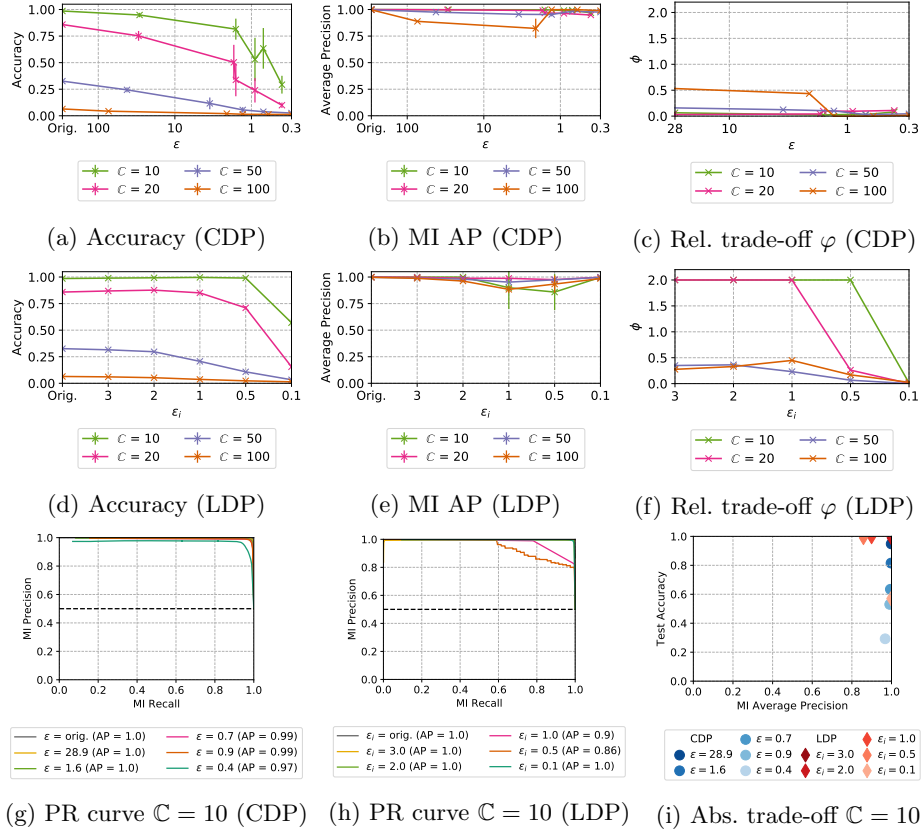 1.00
0.75
0.50
0.25
0.00
Accuracy
Orig. 100 10 1 0.3
ε
ℂ = 10 ℂ = 50
ℂ = 20 ℂ = 100
(a) Accuracy (CDP)
1.00
0.75
0.50
0.25
0.00
Average Precision
Orig. 100 10 1 0.3
ε
ℂ = 10 ℂ = 50
ℂ = 20 ℂ = 100
(b) MI AP (CDP)
2.0
1.5
1.0
0.5
0.0
ϕ
28 10 1 0.3
ε
ℂ = 10 ℂ = 50
ℂ = 20 ℂ = 100
(c) Rel. trade-off φ (CDP)
1.00
0.75
0.50
0.25
0.00
Accuracy
Orig. 3 2 1 0.5 0.1
εi
ℂ = 10 ℂ = 50
ℂ = 20 ℂ = 100
(d) Accuracy (LDP)
1.00
0.75
0.50
0.25
0.00
Average Precision
Orig. 3 2 1 0.5 0.1
εi
ℂ = 10 ℂ = 50
ℂ = 20 ℂ = 100
(e) MI AP (LDP)
2.0
1.5
1.0
0.5
0.0
ϕ
3 2 1 0.5 0.1
εi
ℂ = 10 ℂ = 50
ℂ = 20 ℂ = 100
(f) Rel. trade-off φ (LDP)
1.0
0.8
0.6
0.4
0.2
0.0
MI Precision
0.0 0.2 0.4 0.6 0.8 1.0
MI Recall
ε = orig. (AP = 1.0) ε = 0.7 (AP = 0.99)
ε = 28.9 (AP = 1.0) ε = 0.9 (AP = 0.99)
ε = 1.6 (AP = 1.0) ε = 0.4 (AP = 0.97)
(g) PR curve ℂ = 10 (CDP)
1.0
0.8
0.6
0.4
0.2
0.0
MI Precision
0.0 0.2 0.4 0.6 0.8 1.0
MI Recall
εi = orig. (AP = 1.0) εi = 1.0 (AP = 0.9)
εi = 3.0 (AP = 1.0) εi = 0.5 (AP = 0.86)
εi = 2.0 (AP = 1.0) εi = 0.1 (AP = 1.0)
(h) PR curve ℂ = 10 (LDP)
1.0
0.8
0.6
0.4
0.2
0.0
Test Accuracy
0.0 0.2 0.4 0.6 0.8 1.0
MI Average Precision
CDP ε = 0.7 LDP εi = 1.0
ε = 28.9 ε = 0.9 εi = 3.0 εi = 0.5
ε = 1.6 ε = 0.4 εi = 2.0 εi = 0.1
(i) Abs. trade-off ℂ = 10